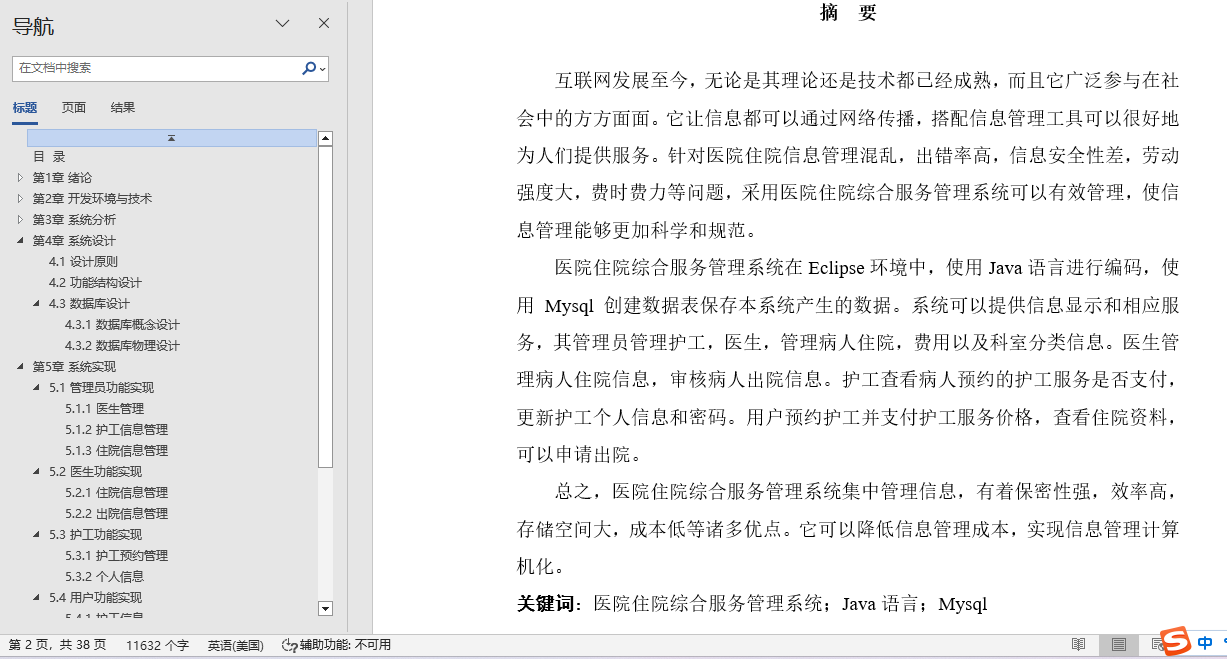 导航
在文档中搜索
标题 页面 结果
目 录
第1章 绪论
第2章 开发环境与技术
第3章 系统分析
第4章 系统设计
4.1 设计原则
4.2 功能结构设计
4.3 数据库设计
4.3.1 数据库概念设计
4.3.2 数据库物理设计
第5章 系统实现
5.1 管理员功能实现
5.1.1 医生管理
5.1.2 护工信息管理
5.1.3 住院信息管理
5.2 医生功能实现
5.2.1 住院信息管理
5.2.2 出院信息管理
5.3 护工功能实现
5.3.1 护工预约管理
5.3.2 个人信息
5.4 用户功能实现
5.4.1 护工信息
摘 要
互联网发展至今，无论是其理论还是技术都已经成熟，而且它广泛参与在社
会中的方方面面。它让信息都可以通过网络传播，搭配信息管理工具可以很好地
为人们提供服务。针对医院住院信息管理混乱，出错率高，信息安全性差，劳动
强度大，费时费力等问题，采用医院住院综合服务管理系统可以有效管理，使信
息管理能够更加科学和规范。
医院住院综合服务管理系统在 Eclipse 环境中，使用 Java 语言进行编码，使
用 Mysql 创建数据表保存本系统产生的数据。系统可以提供信息显示和相应服
务，其管理员管理护工，医生，管理病人住院，费用以及科室分类信息。医生管
理病人住院信息，审核病人出院信息。护工查看病人预约的护工服务是否支付，
更新护工个人信息和密码。用户预约护工并支付护工服务价格，查看住院资料，
可以申请出院。
总之，医院住院综合服务管理系统集中管理信息，有着保密性强，效率高，
存储空间大，成本低等诸多优点。它可以降低信息管理成本，实现信息管理计算
机化。
关键词：医院住院综合服务管理系统；Java 语言；Mysql
第 2 页，共 38 页 11632 个字 英语(美国) 辅助功能: 不可用
中